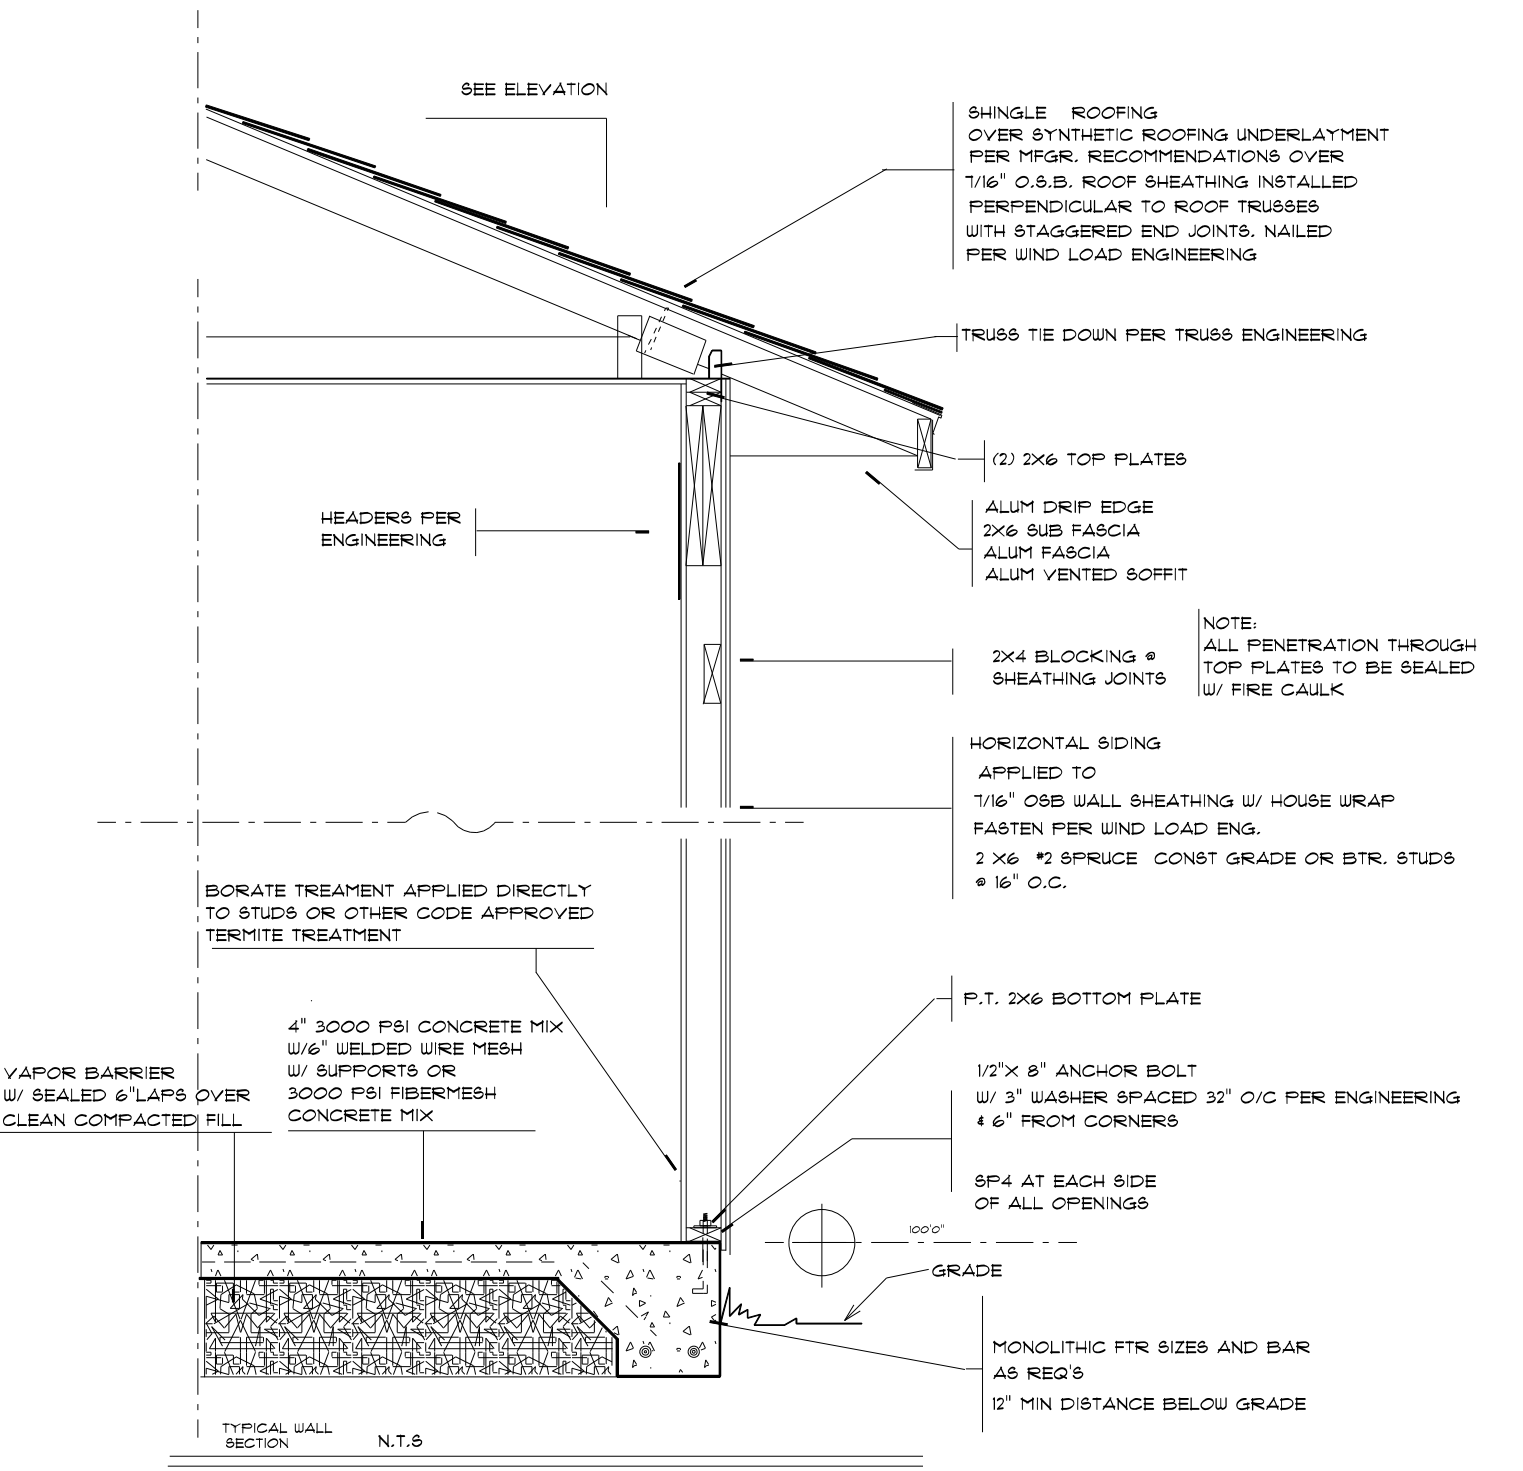 SEE ELEVATION
SHINGLE ROOFING
OVER SYNTHETIC ROOFING UNDERLAYMENT
PER MFGR. RECOMMENDATIONS OVER
7/16" O.S.B. ROOF SHEATHING INSTALLED
PERPENDICULAR TO ROOF TRUSSES
WITH STAGGERED END JOINTS. NAILED
PER WIND LOAD ENGINEERING
TRUSS TIE DOWN PER TRUSS ENGINEERING
(2) 2X6 TOP PLATES
ALUM DRIP EDGE
2X6 SUB FASCIA
ALUM FASCIA
ALUM VENTED SOFFIT
HEADERS PER
ENGINEERING
NOTE:
ALL PENETRATION THROUGH
TOP PLATES TO BE SEALED
W/ FIRE CAULK
2X4 BLOCKING @
SHEATHING JOINTS
HORIZONTAL SIDING
APPLIED TO
7/16" OSB WALL SHEATHING W/ HOUSE WRAP
FASTEN PER WIND LOAD ENG.
2 X6 #2 SPRUCE CONST GRADE OR BTR. STUDS
@ 16" O.C.
BORATE TREAMENT APPLIED DIRECTLY
TO STUDS OR OTHER CODE APPROVED
TERMITE TREATMENT
P.T. 2X6 BOTTOM PLATE
4" 3000 PSI CONCRETE MIX
W/6" WELDED WIRE MESH
W/ SUPPORTS OR
3000 PSI FIBERMESH
CONCRETE MIX
VAPOR BARRIER
W/ SEALED 6"LAPS OVER
CLEAN COMPACTED FILL
1/2"X 8" ANCHOR BOLT
W/ 3" WASHER SPACED 32" O/C PER ENGINEERING
& 6" FROM CORNERS
SP4 AT EACH SIDE
OF ALL OPENINGS
100'0"
GRADE
MONOLITHIC FTR SIZES AND BAR
AS REQ'S
12" MIN DISTANCE BELOW GRADE
TYPICAL WALL
SECTION N.T.S